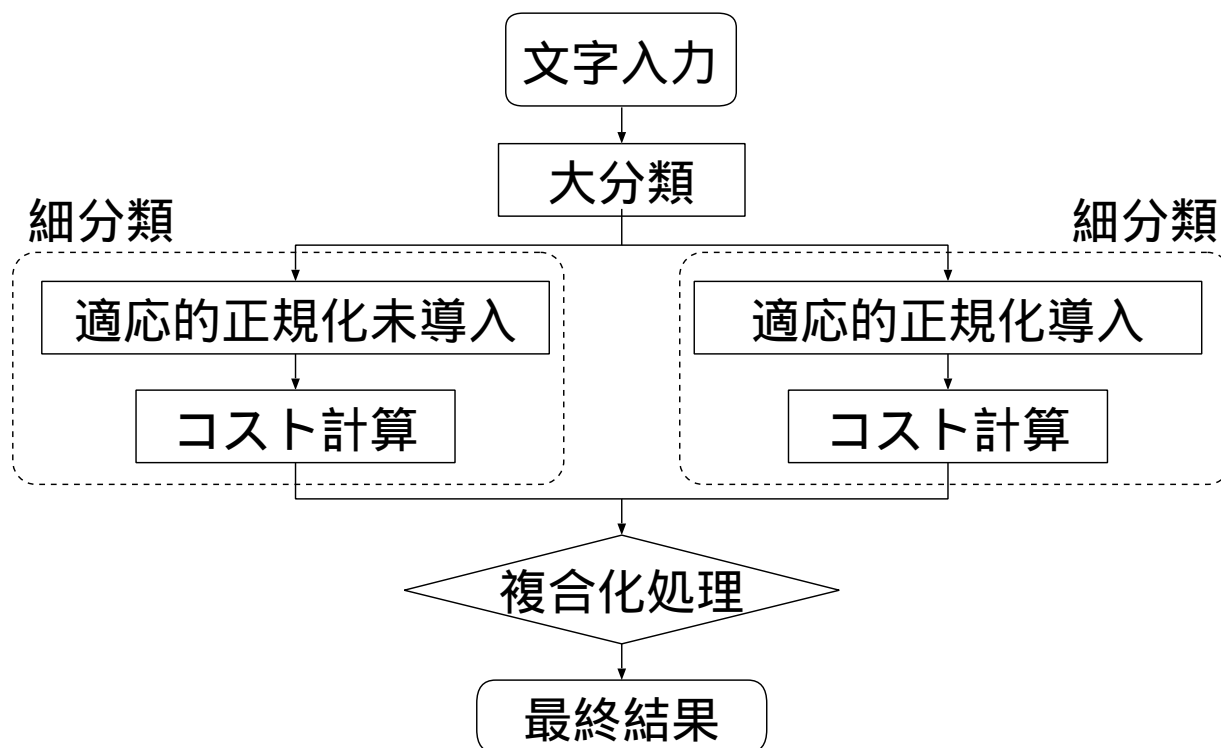 文字入力
大分類
細分類
細分類
適応的正規化未導入
適応的正規化導入
コスト計算
コスト計算
複合化処理
最終結果